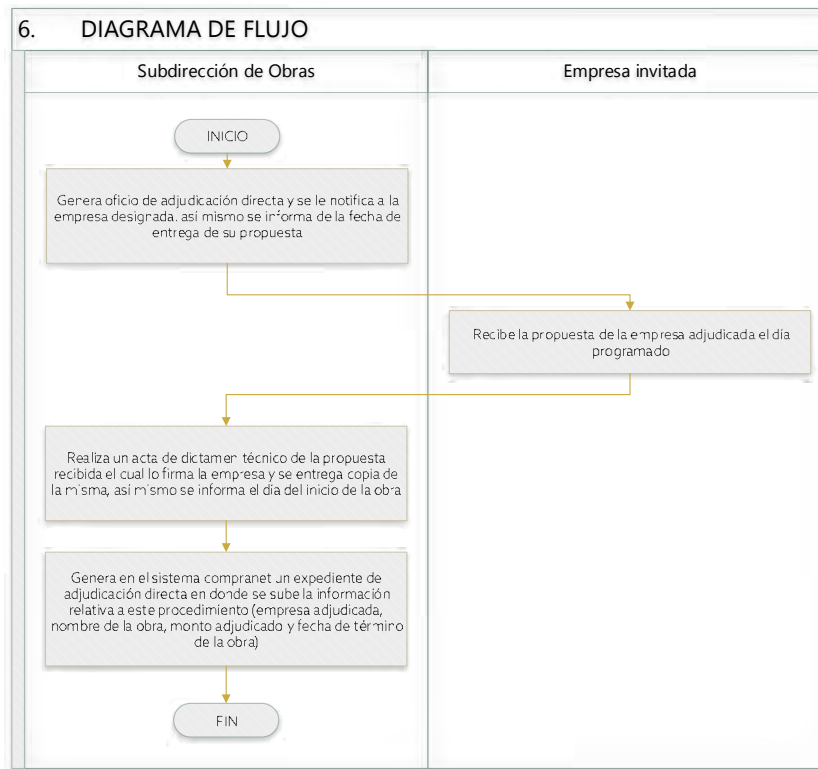 6. DIAGRAMA DE FLUJO
Subdirección de Obras
Empresa invitada
INICIO
Genera oficio de adjudicación directa y se le notifica a la
empresa designada, así mismo se informa de la fecha de
entrega de su propuesta
Recibe la propuesta de la empresa adjudicada el día
programado
Realiza un acta de dictamen técnico de la propuesta
recibida el cual lo firma la empresa y se entrega copia de
la misma, así mismo se informa el día del inicio de la obra
Genera en el sistema compranet un expediente de
adjudicación directa en donde se sube la información
relativa a este procedimiento (empresa adjudicada,
nombre de la obra, monto adjudicado y fecha de término
de la obra)
FIN